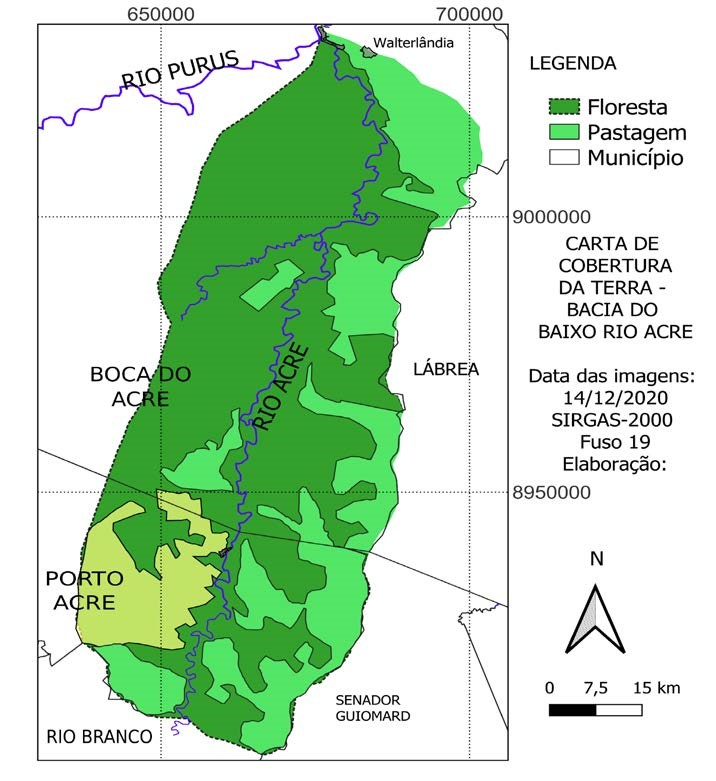 650000 700000
RIO PURUS
Walterlândia
LEGENDA
Floresta
Pastagem
Município
9000000
CARTA DE
COBERTURA
DA TERRA -
BACIA DO
BAIXO RIO ACRE
BOCA DO
ACRE
RIO ACRE
LÁBREA
Data das imagens:
14/12/2020
SIRGAS-2000
Fuso 19
Elaboração:
8950000
PORTO
ACRE
N
0 7,5 15 km
SENADOR
GUIOMARD
RIO BRANCO